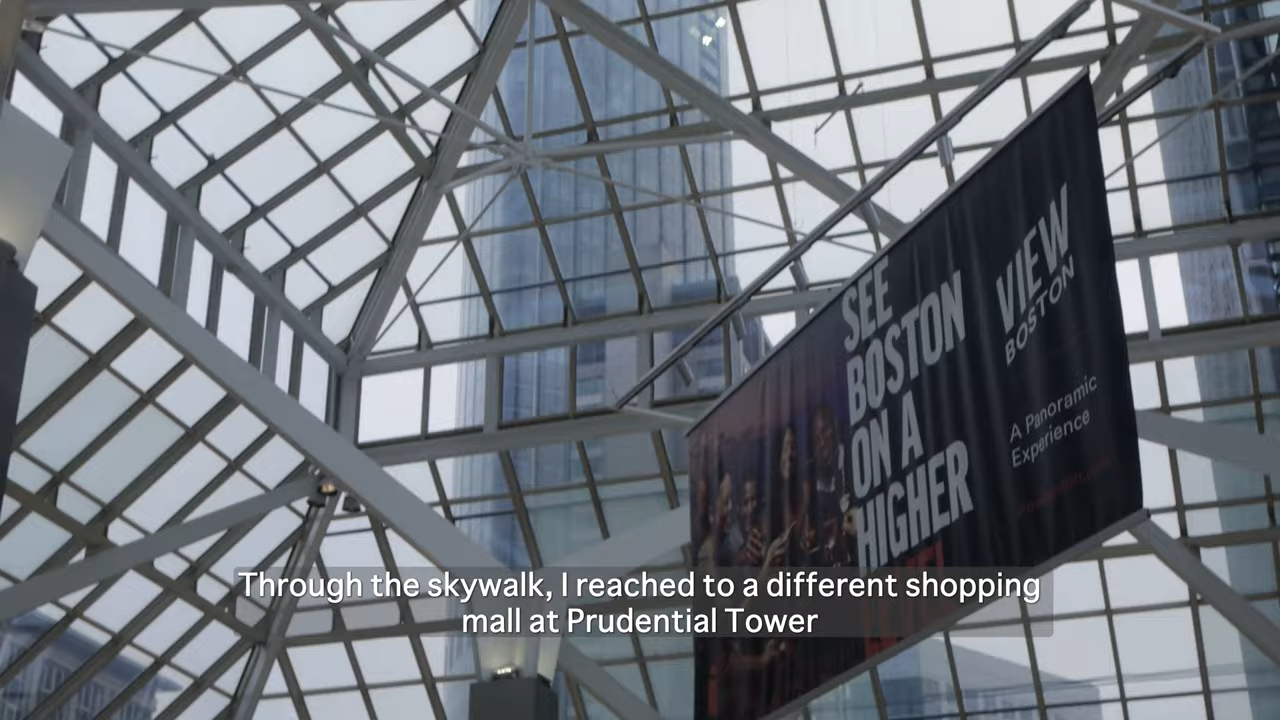 SEE
BOSTON
ON A
HIGHER
VIEW
BOSTON
A Panoramic
Experience
Through the skywalk, I reached to a different shopping
mall at Prudential Tower